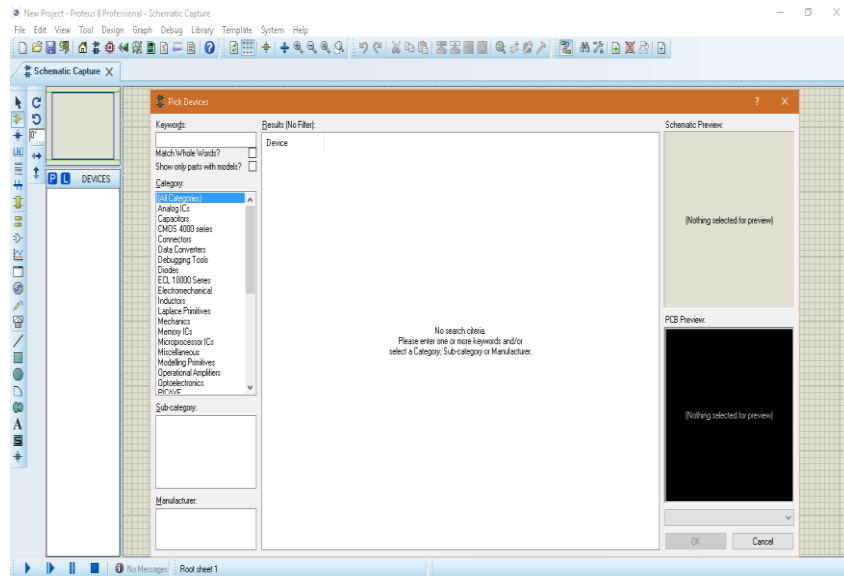 New Project - Proteus 8 Professional - Schematic Capture
File Edit View Tool Design Graph Debug Library Template System Help
Schematic Capture X
Pick Devices ? X
Keywords:
Match Whole Words?
Show only parts with models?
Category:
(All Categories)
Analog ICs
Capacitors
CMOS 4000 series
Connectors
Data Converters
Debugging Tools
Diodes
ECL 10000 Series
Electromechanical
Inductors
Laplace Primitives
Mechanics
Memory ICs
Microprocessor ICs
Miscellaneous
Modelling Primitives
Operational Amplifiers
Optoelectronics
Sub-category:
Manufacturer:
Results (No Filter):
Device
No search criteria.
Please enter one or more keywords and/or
select a Category, Sub-category or Manufacturer.
Schematic Preview:
(Nothing selected for preview)
PCB Preview:
(Nothing selected for preview)
OK Cancel
0°
P L DEVICES
A
S
No Messages Root sheet 1